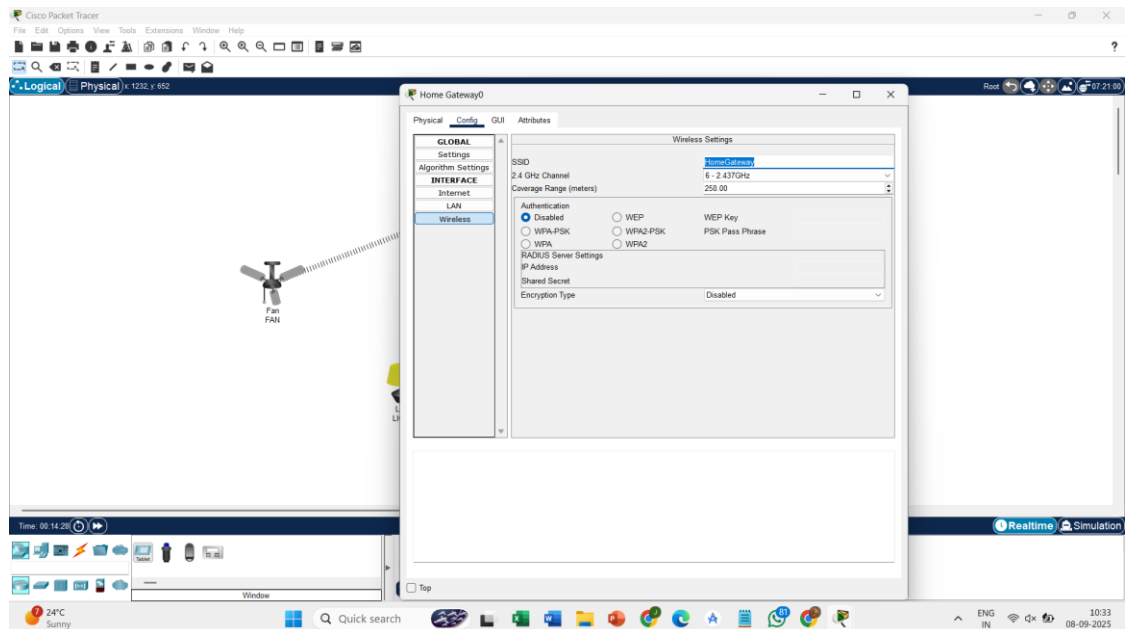 Cisco Packet Tracer
File Edit Options View Tools Extensions Window Help
Logical Physical x: 1232, y: 652
Root 07:21:00
Home Gateway0
Physical Config GUI Attributes
GLOBAL
Settings
Algorithm Settings
INTERFACE
Internet
LAN
Wireless
Wireless Settings
SSID HomeGateway
2.4 GHz Channel 6 - 2.437GHz
Coverage Range (meters) 250.00
Authentication
Disabled WEP WEP Key
WPA-PSK WPA2-PSK PSK Pass Phrase
WPA WPA2
RADIUS Server Settings
IP Address
Shared Secret
Encryption Type Disabled
Fan
FAN
Top
Time: 00:14:28
Realtime Simulation
Tablet
Window
7 24°C
Sunny
Quick search
81
ENG
IN
10:33
08-09-2025